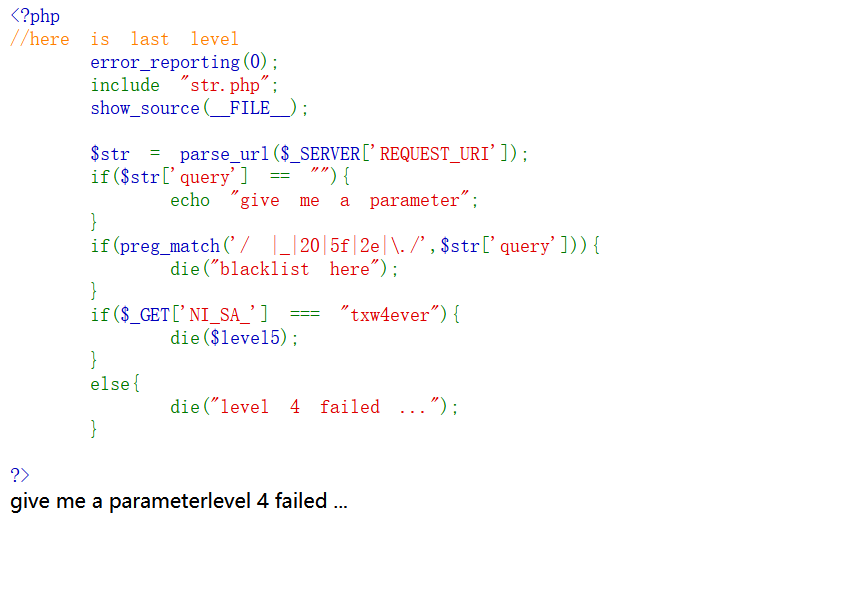 <?php
//here is last level
error_reporting(0);
include "str.php";
show_source(__FILE__);
$str = parse_url($_SERVER['REQUEST_URI']);
if($str['query'] == ""){
echo "give me a parameter";
}
if(preg_match('/ |_|20|5f|2e|\./',$str['query'])){
die("blacklist here");
}
if($_GET['NI_SA_'] === "txw4ever"){
die($level5);
}
else{
die("level 4 failed ...");
}
?>
give me a parameterlevel 4 failed ...